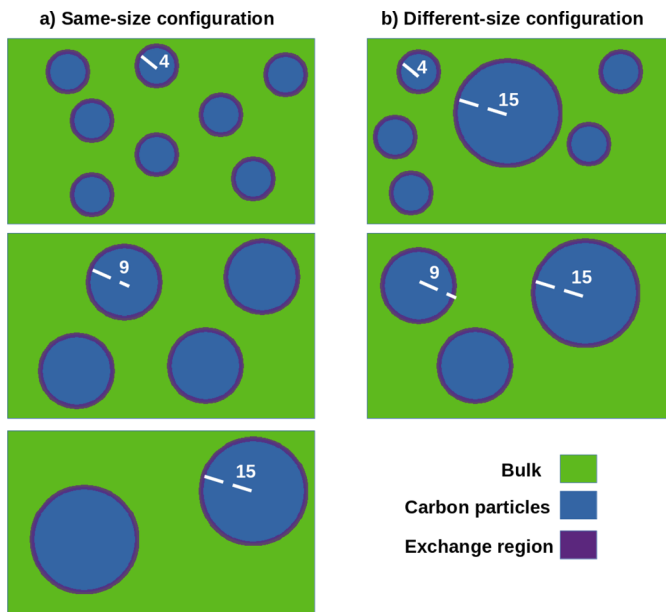 a) Same-size configuration
b) Different-size configuration
4
4
15
9
9
15
15
Bulk
Carbon particles
Exchange region